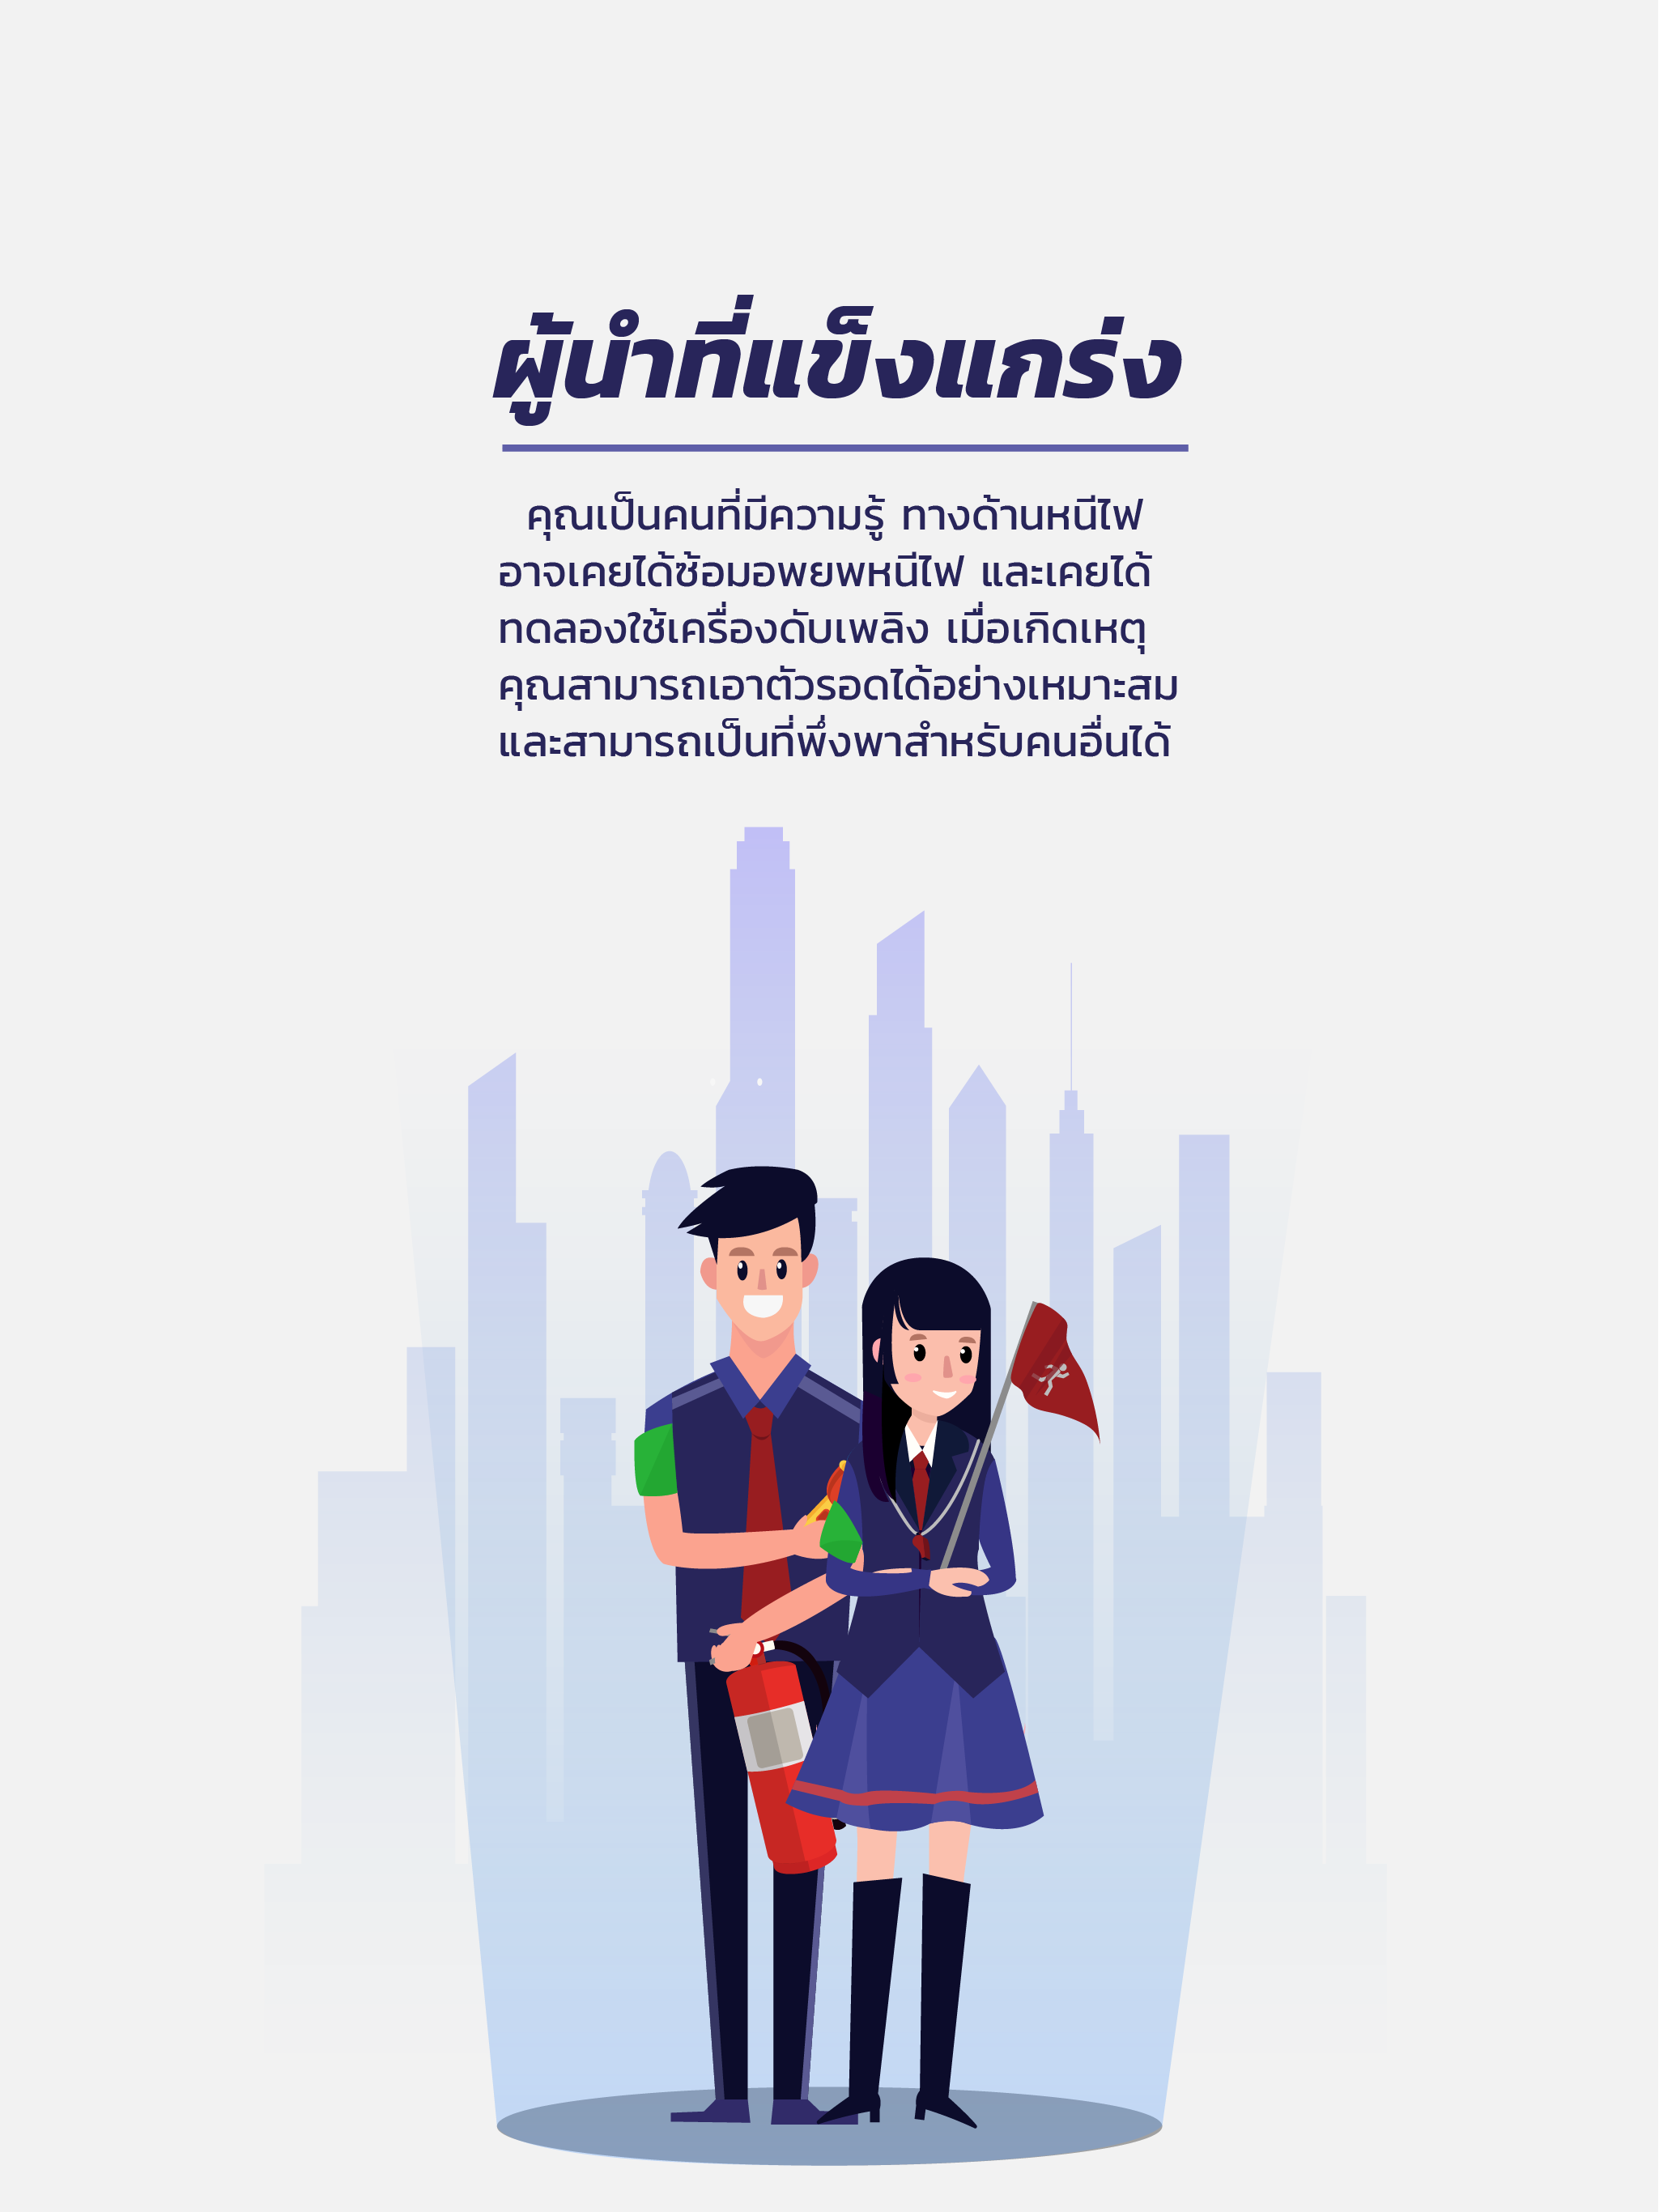 ผู้นำที่แข็งแกร่ง
คุณเป็นคนที่มีความรู้ ทางด้านหนีไฟ
อาจเคยได้ซ้อมอพยพหนีไฟ และเคยได้
ทดลองใช้เครื่องดับเพลิง เมื่อเกิดเหตุ
คุณสามารถเอาตัวรอดได้อย่างเหมาะสม
และสามารถเป็นที่พึ่งพาสำหรับคนอื่นได้